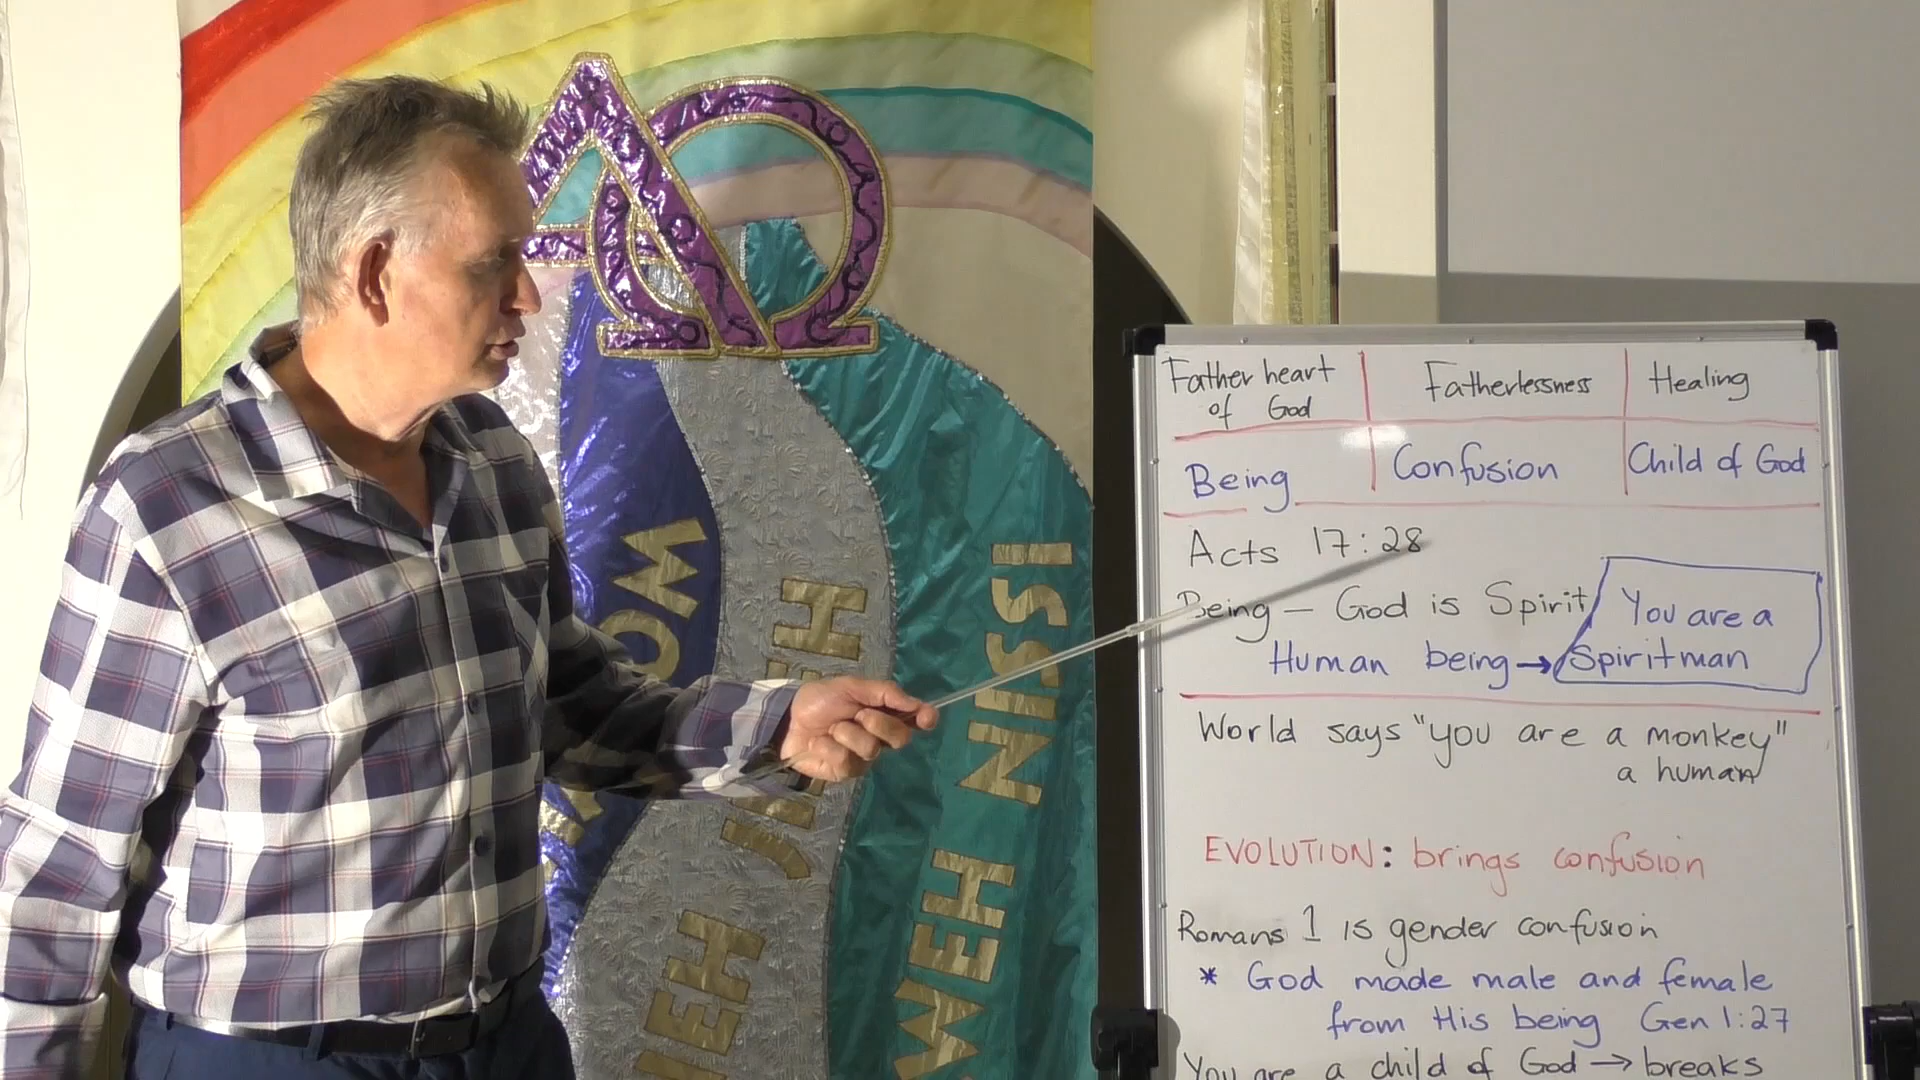 ΑΩ
Father heart of God
Fatherlessness
Healing
Being
Confusion
Child of God
Acts 17:28
Being — God is Spirit
Human being →
You are a
Spiritman
World says "you are a monkey"
a human
EVOLUTION: brings confusion
Romans 1 is gender confusion
* God made male and female
from His being Gen 1:27
You are a child of God → breaks
NISSI
WEH
JIREH